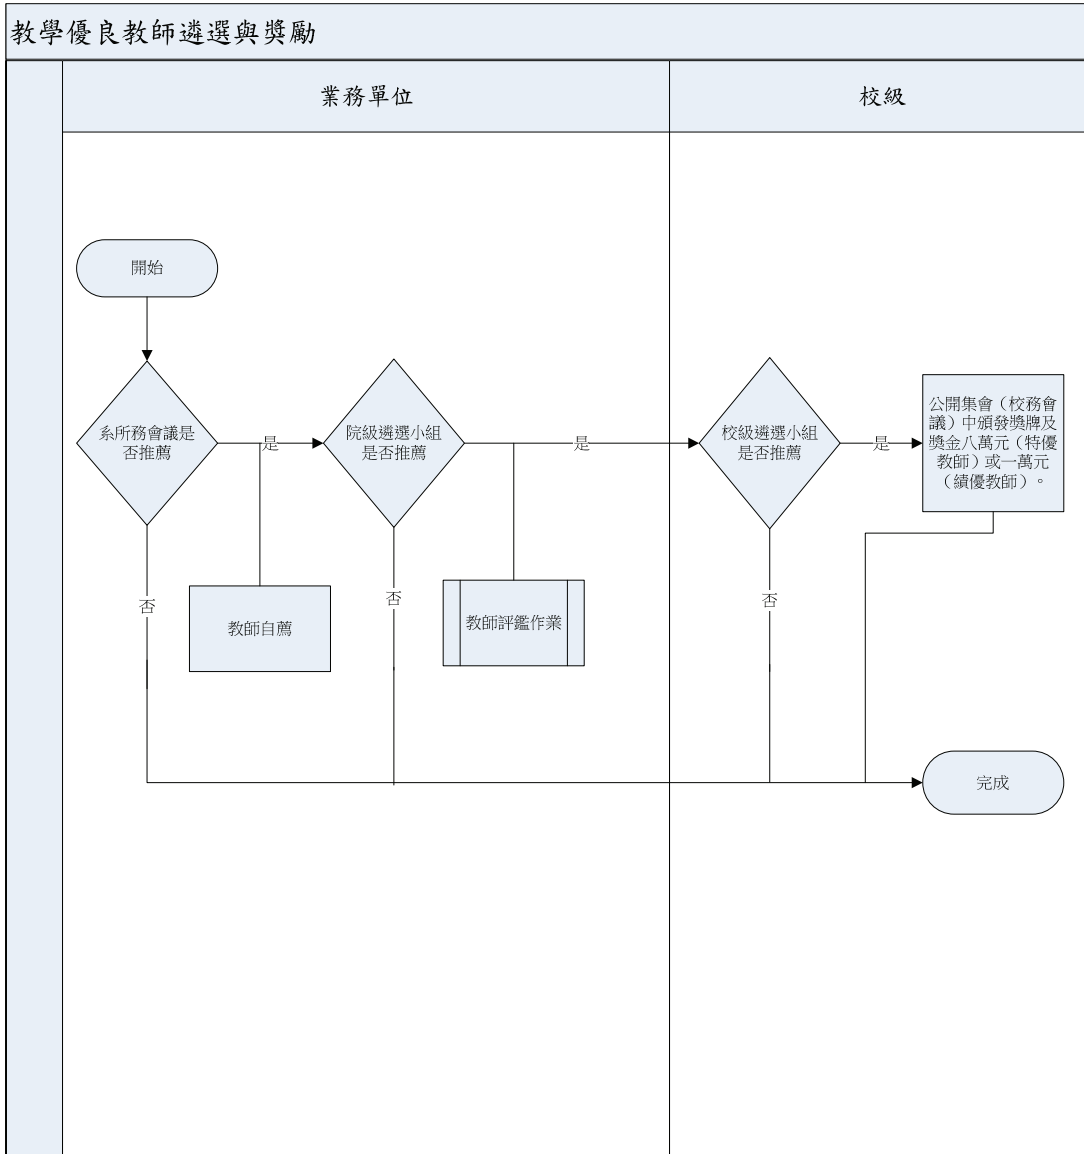 教學優良教師遴選與獎勵
業務單位
校級
開始
系所務會議是
否推薦
是
院級遴選小組
是否推薦
是
校級遴選小組
是否推薦
是
公開集會（校務會
議）中頒發獎牌及
獎金八萬元（特優
教師）或一萬元
（績優教師）。
否
教師自薦
否
教師評鑑作業
否
完成